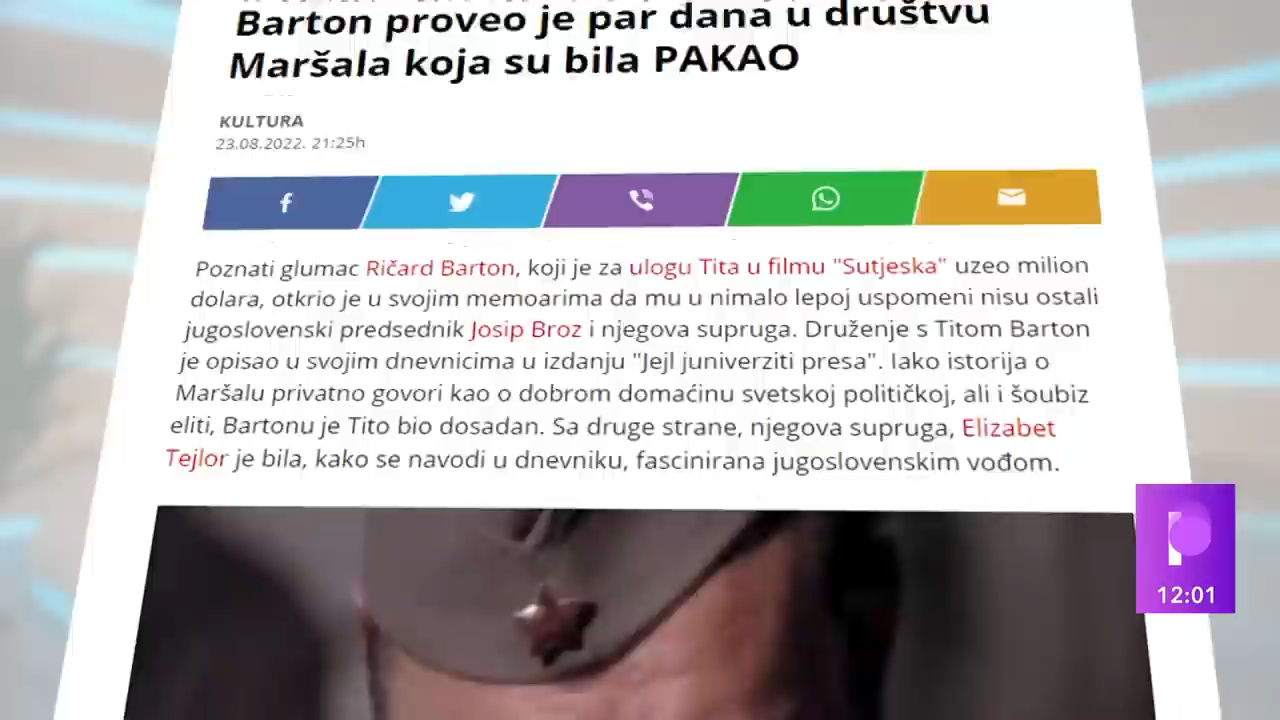 Barton proveo je par dana u društvu
Maršala koja su bila PAKAO
KULTURA
23.08.2022. 21:25h
Poznati glumac Ričard Barton, koji je za ulogu Tita u filmu "Sutjeska" uzeo milion
dolara, otkrio je u svojim memoarima da mu u nimalo lepoj uspomeni nisu ostali
jugoslovenski predsednik Josip Broz i njegova supruga. Druženje s Titom Barton
je opisao u svojim dnevnicima u izdanju "Jejl juniverziti presa". Iako istorija o
Maršalu privatno govori kao o dobrom domaćinu svetskoj političkoj, ali i šoubiz
eliti, Bartonu je Tito bio dosadan. Sa druge strane, njegova supruga, Elizabet
Tejlor je bila, kako se navodi u dnevniku, fascinirana jugoslovenskim vođom.
12:01